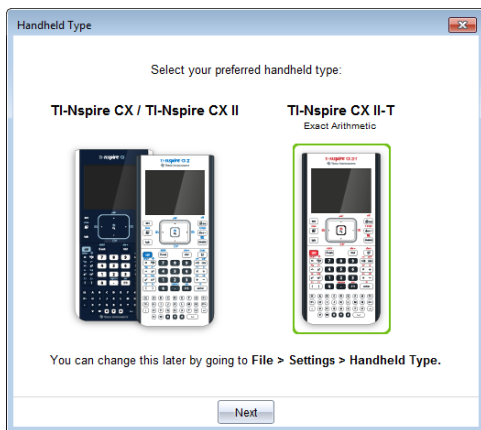 Handheld Type
Select your preferred handheld type:
TI-Nspire CX / TI-Nspire CX II
TI-Nspire CX II-T
Exact Arithmetic
You can change this later by going to File > Settings > Handheld Type.
Next